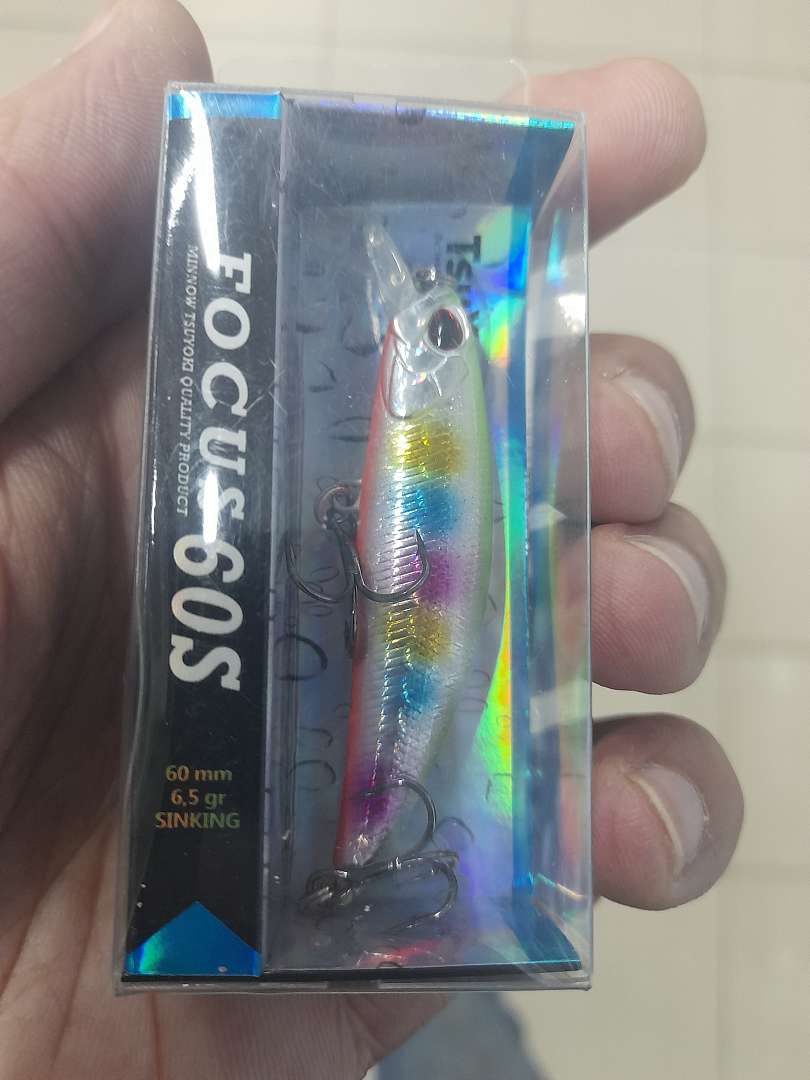 FOCUS 60S
MINNOW TSUYOKI QUALITY PRODUCT
60 mm
6,5 gr
SINKING